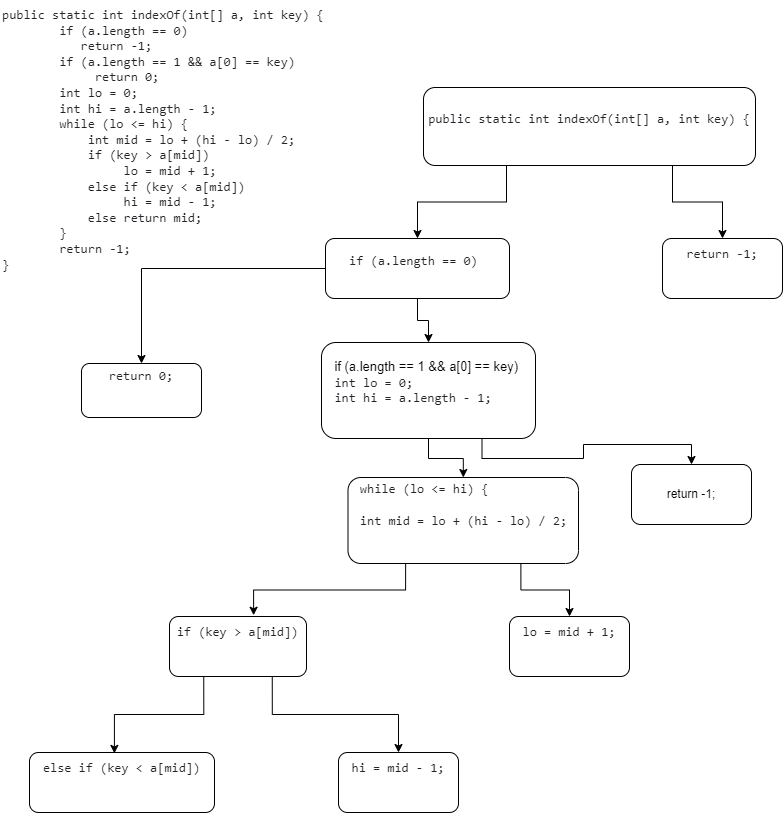 public static int indexOf(int[] a, int key) {
if (a.length == 0)
return -1;
if (a.length == 1 && a[0] == key)
return 0;
int lo = 0;
int hi = a.length - 1;
while (lo <= hi) {
int mid = lo + (hi - lo) / 2;
if (key > a[mid])
lo = mid + 1;
else if (key < a[mid])
hi = mid - 1;
else return mid;
}
return -1;
}
public static int indexOf(int[] a, int key) {
if (a.length == 0)
return -1;
return 0;
if (a.length == 1 && a[0] == key)
int lo = 0;
int hi = a.length - 1;
while (lo <= hi) {
int mid = lo + (hi - lo) / 2;
return -1;
if (key > a[mid])
lo = mid + 1;
else if (key < a[mid])
hi = mid - 1;